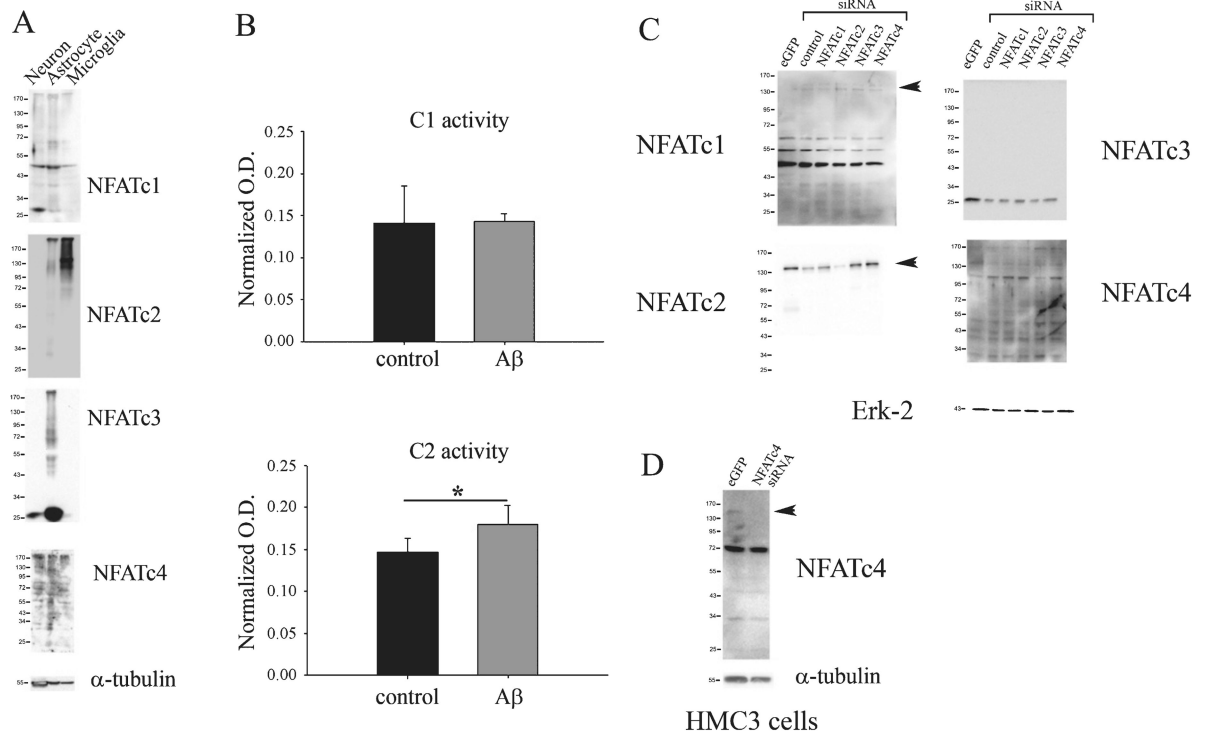 A
Neuron
Astrocyte
Microglia
170
130
95
72
55
43
34
25
NFATc1
170
130
95
72
55
43
34
25
NFATc2
170
130
95
72
55
43
34
25
NFATc3
170
130
95
72
55
43
34
25
NFATc4
55
α-tubulin
B
C1 activity
Normalized O.D.
0.25
0.20
0.15
0.10
0.05
0.00
control
Aβ
C2 activity
Normalized O.D.
0.25
0.20
0.15
0.10
0.05
0.00
*
control
Aβ
C
siRNA
eGFP
control
NFATc1
NFATc2
NFATc3
NFATc4
170
130
95
72
55
43
34
25
NFATc1
170
130
95
72
55
43
34
25
NFATc2
siRNA
eGFP
control
NFATc1
NFATc2
NFATc3
NFATc4
170
130
95
72
55
43
34
25
NFATc3
170
130
95
72
55
43
34
25
NFATc4
Erk-2
43
D
eGFP
NFATc4
siRNA
170
130
95
72
55
43
34
25
NFATc4
55
α-tubulin
HMC3 cells